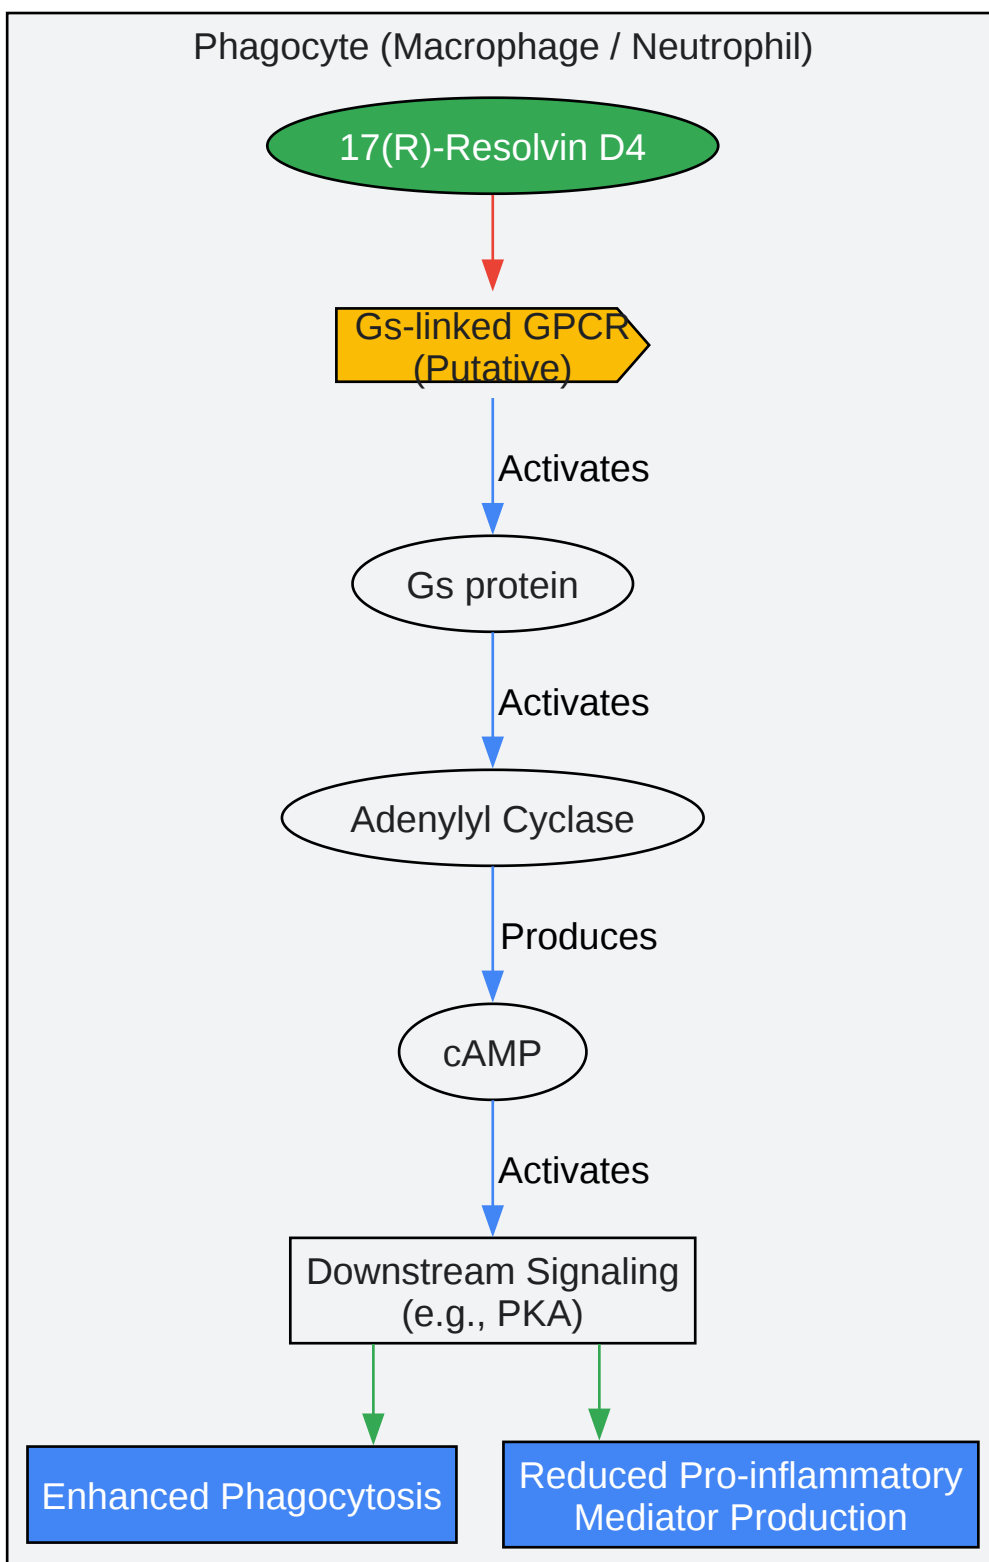 Phagocyte (Macrophage / Neutrophil)
17(R)-Resolvin D4
Gs-linked GPCR
(Putative)
Activates
Gs protein
Activates
Adenylyl Cyclase
Produces
cAMP
Activates
Downstream Signaling
(e.g., PKA)
Enhanced Phagocytosis
Reduced Pro-inflammatory
Mediator Production